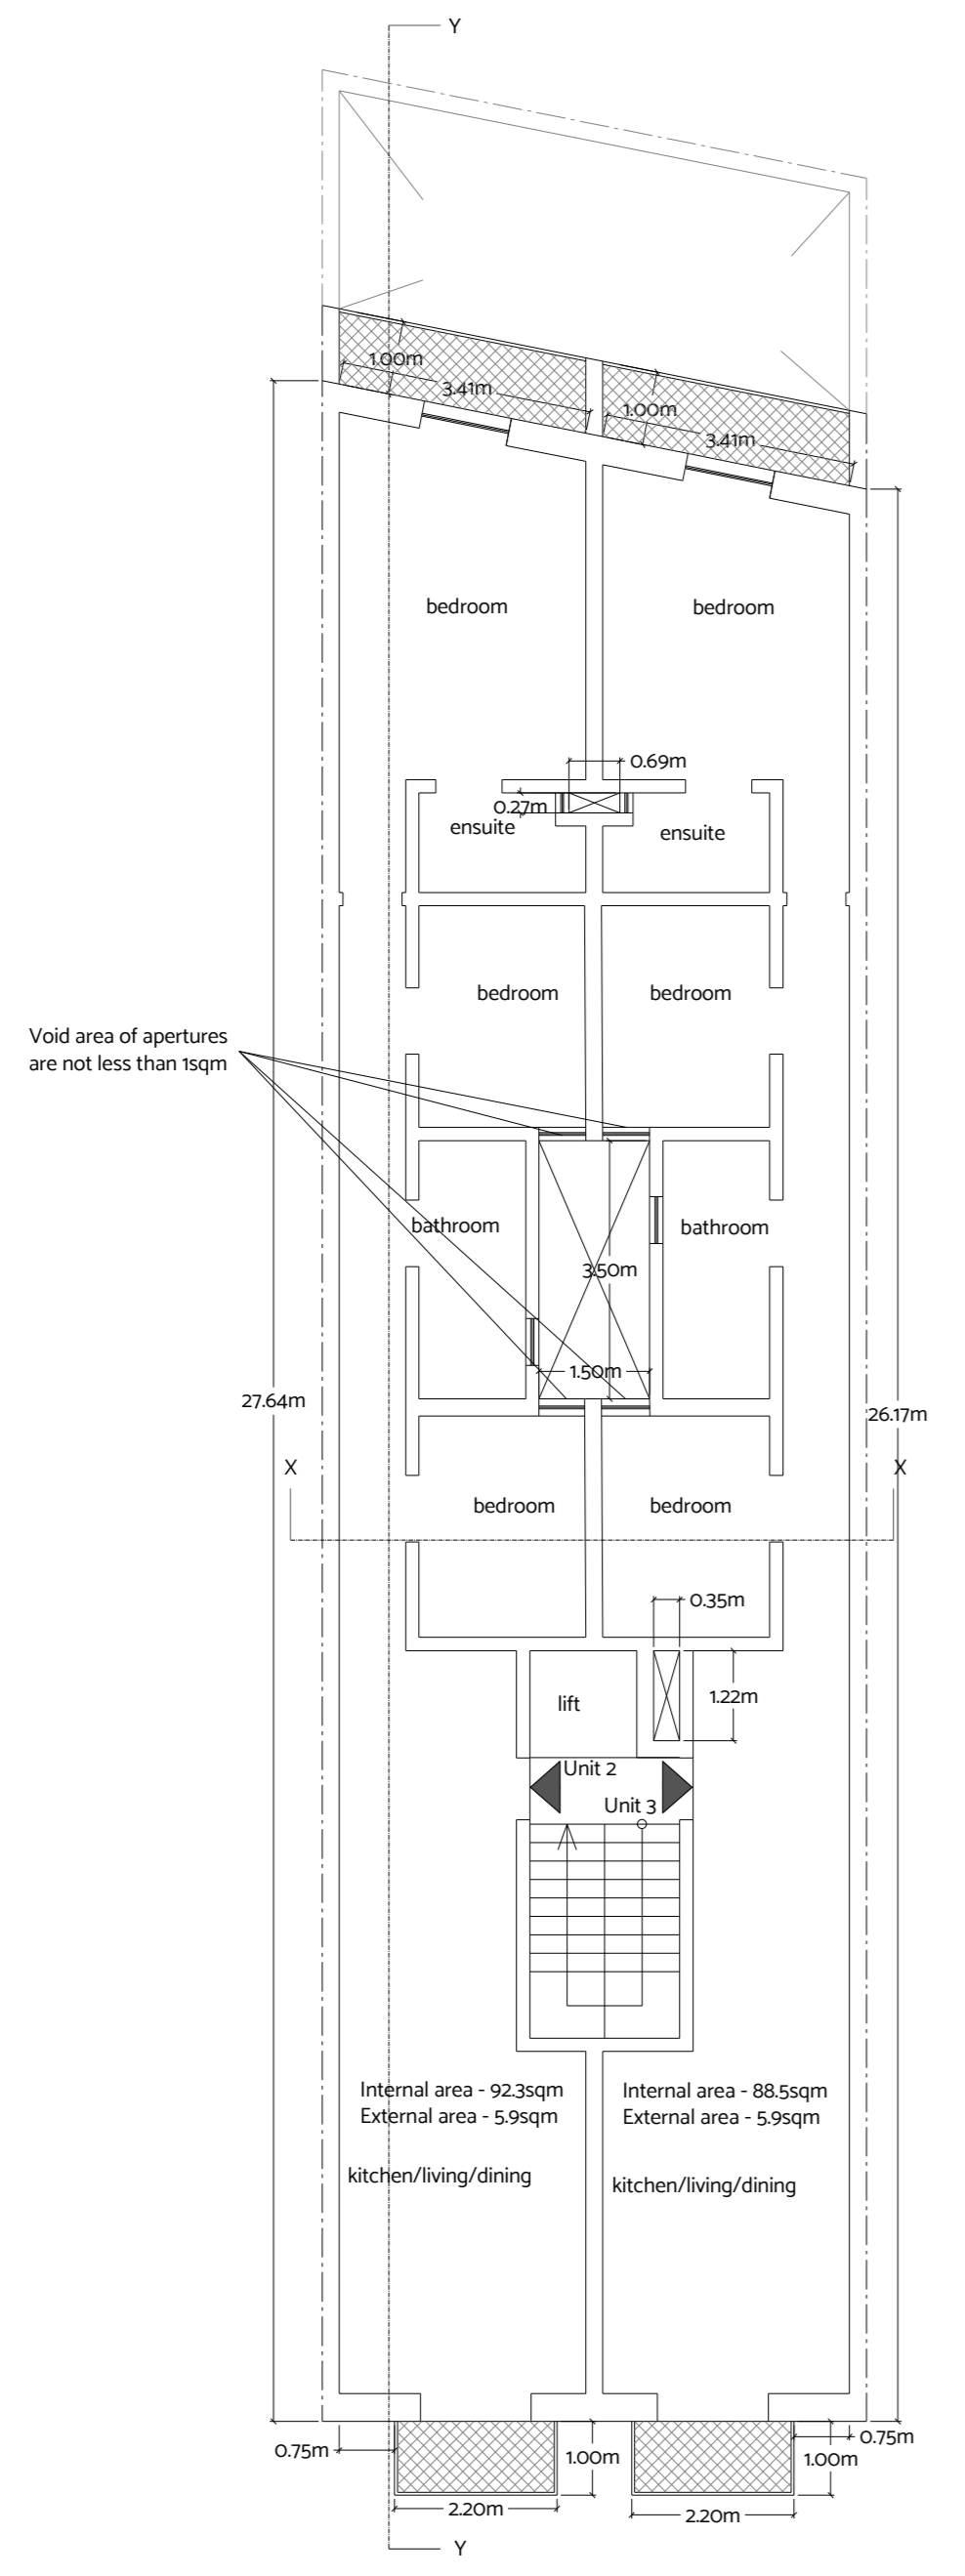 Y
1.00m
3.41m
1.00m
3.41m
bedroom
bedroom
0.69m
0.27m
ensuite
ensuite
bedroom
bedroom
Void area of apertures
are not less than 1sqm
bathroom
bathroom
3.50m
1.50m
27.64m
26.17m
X
X
bedroom
bedroom
0.35m
lift
1.22m
Unit 2
Unit 3
Internal area - 92.3sqm
External area - 5.9sqm
Internal area - 88.5sqm
External area - 5.9sqm
kitchen/living/dining
kitchen/living/dining
0.75m
1.00m
0.75m
1.00m
2.20m
2.20m
Y